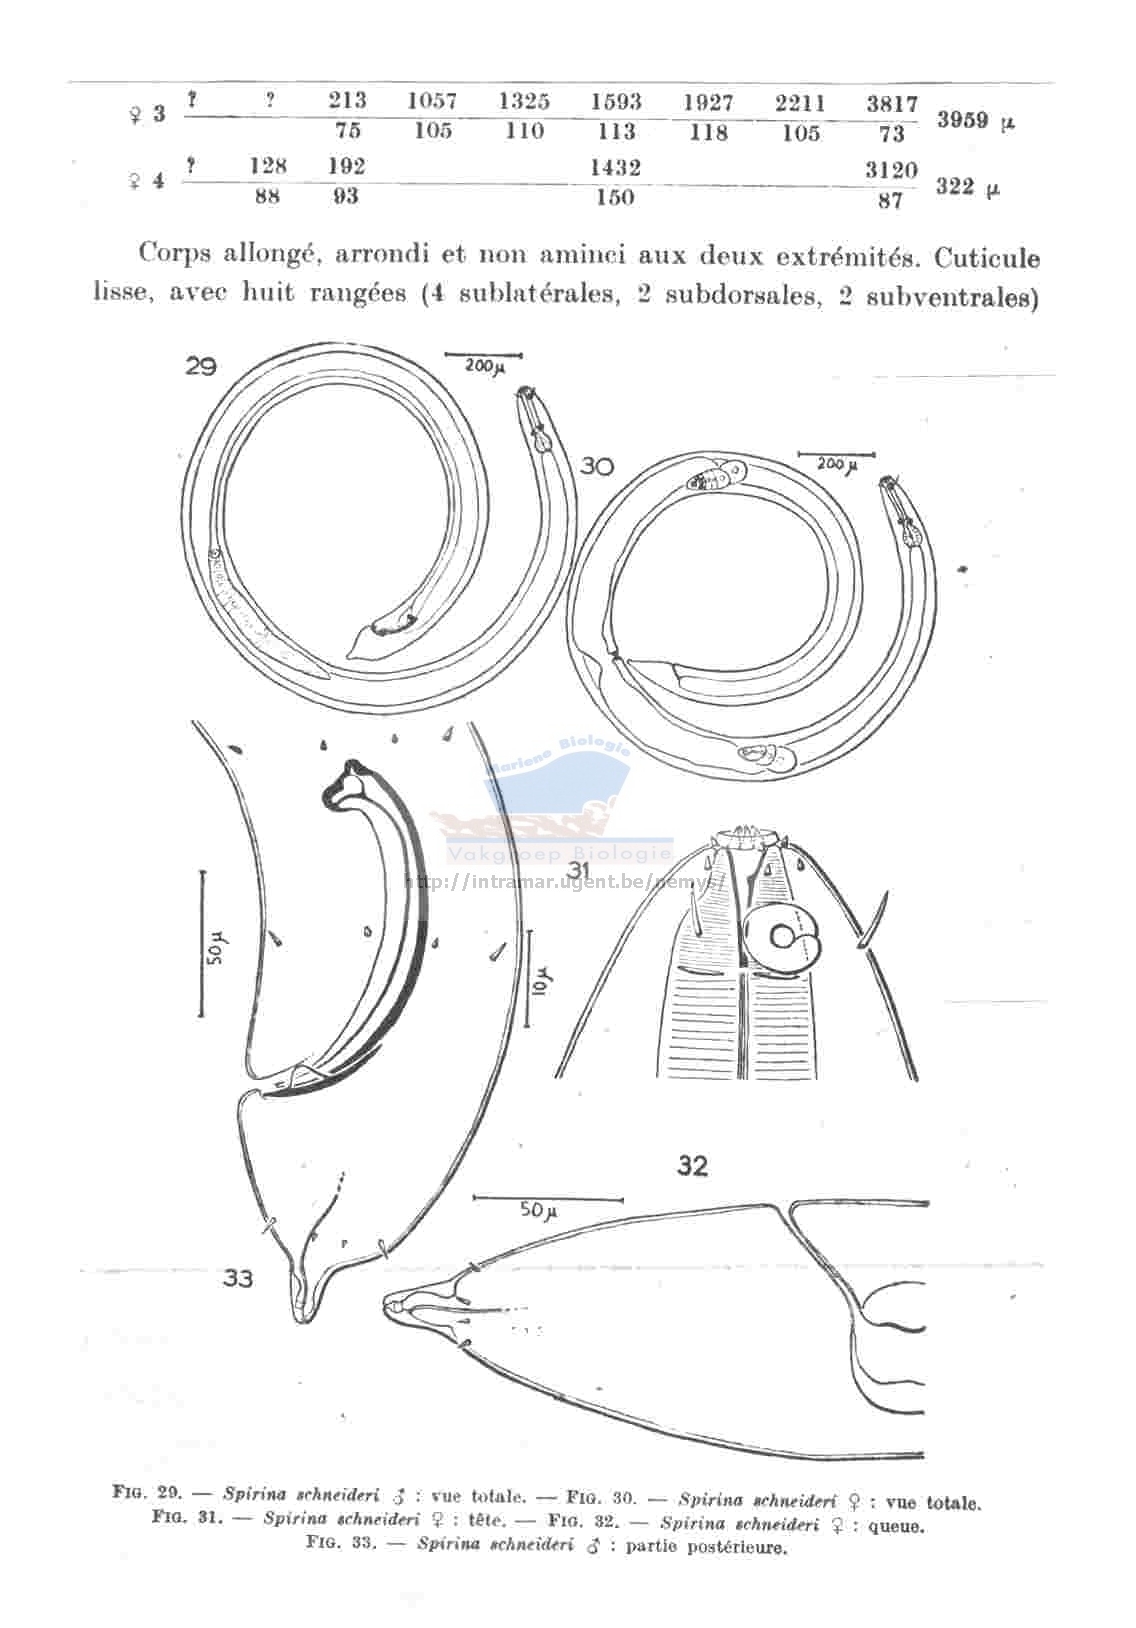 ♀ 3 ? ? 213 1057 1325 1593 1927 2211 3817 3959 µ
75 105 110 113 118 105 73
♀ 4 ? 128 192 1432 3120 322 µ
88 93 150 87
Corps allongé, arrondi et non aminci aux deux extrémités. Cuticule
lisse, avec huit rangées (4 sublatérales, 2 subdorsales, 2 subventrales)
29
200µ
30
200µ
Mariene Biologie
Vakgroep Biologie
http://intramar.ugent.be/nemys/
31
50µ
10µ
32
50µ
33
FIG. 29. — Spirina schneideri ♂ : vue totale. — FIG. 30. — Spirina schneideri ♀ : vue totale.
FIG. 31. — Spirina schneideri ♀ : tête. — FIG. 32. — Spirina schneideri ♀ : queue.
FIG. 33. — Spirina schneideri ♂ : partie postérieure.